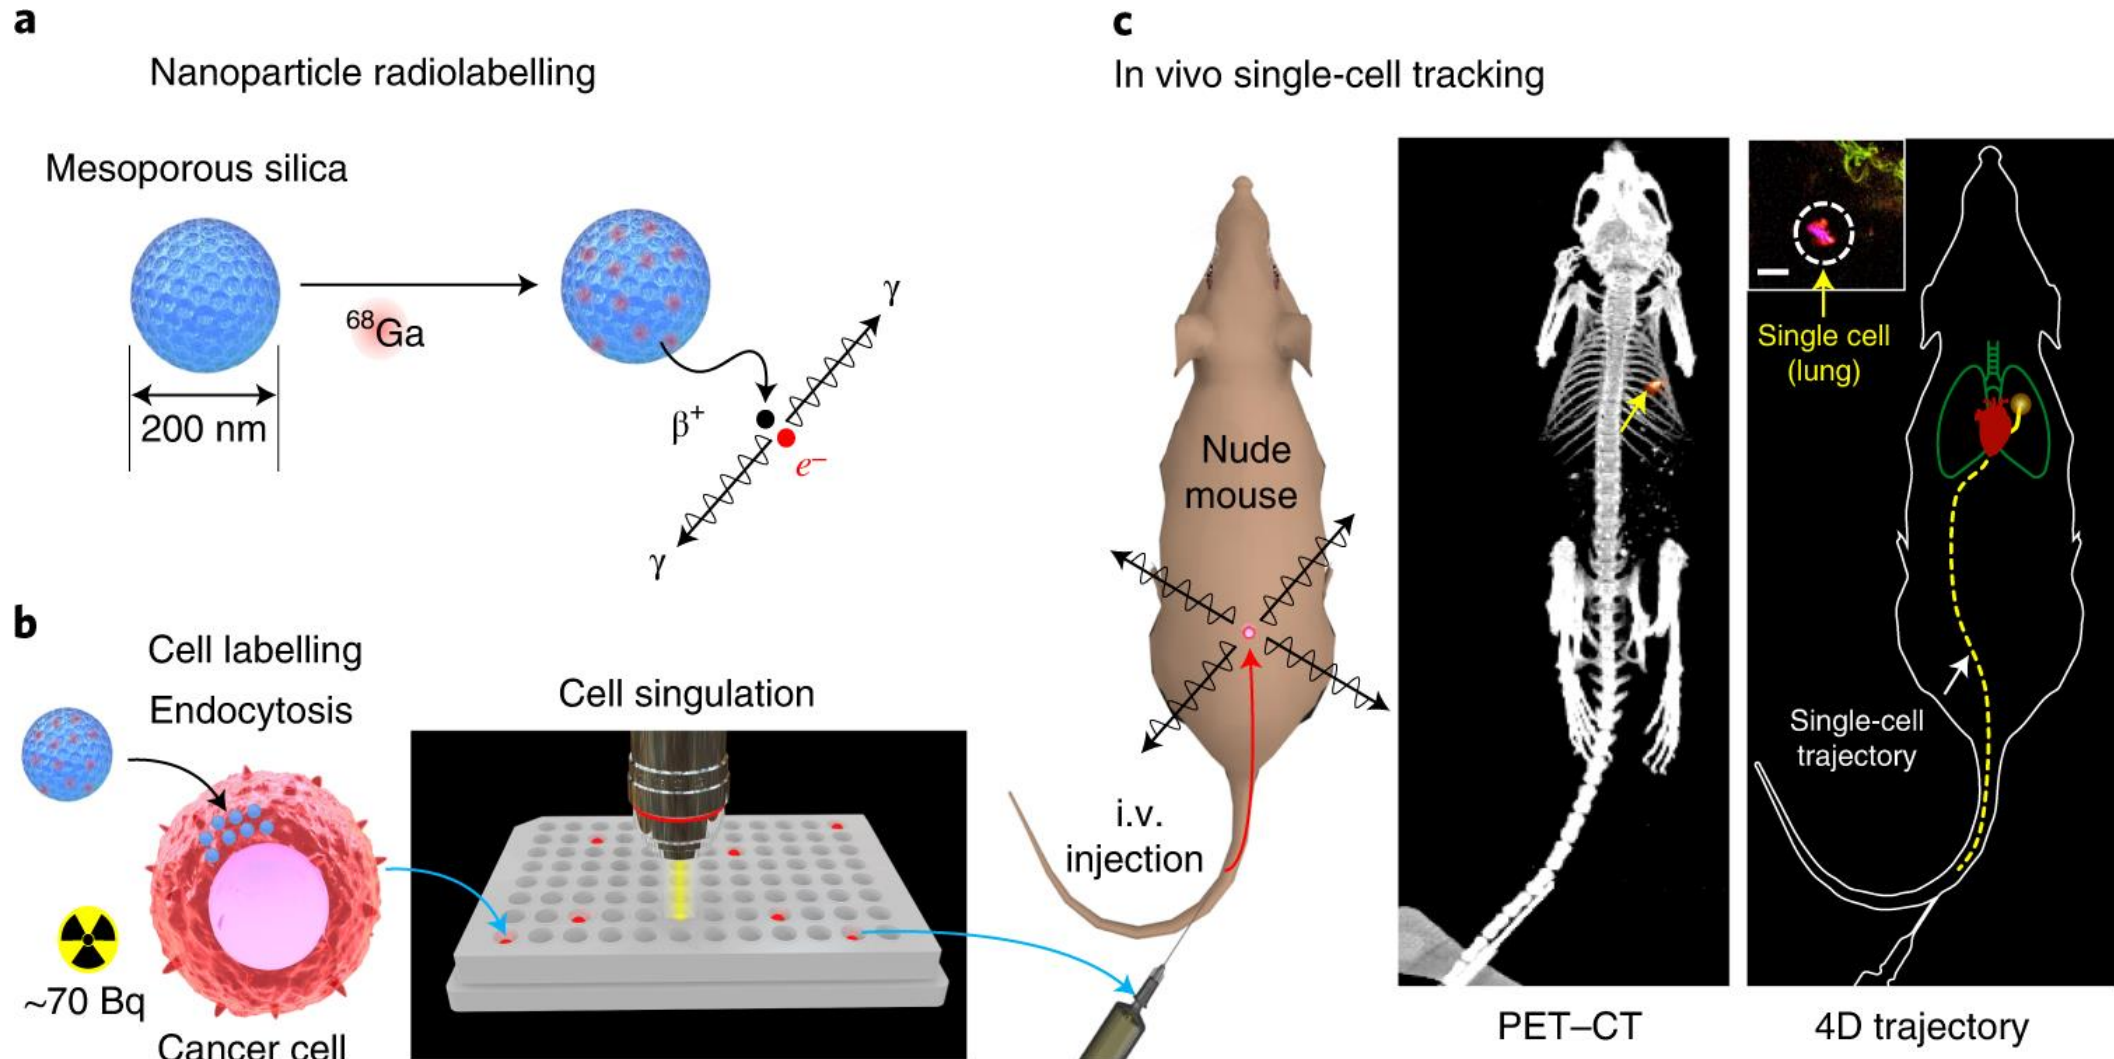 a
Nanoparticle radiolabelling
Mesoporous silica
⁶⁸Ga
200 nm
β⁺
e⁻
γ
γ
b
Cell labelling
Endocytosis
~70 Bq
Cancer cell
Cell singulation
c
In vivo single-cell tracking
Nude
mouse
i.v.
injection
PET–CT
Single cell
(lung)
Single-cell
trajectory
4D trajectory